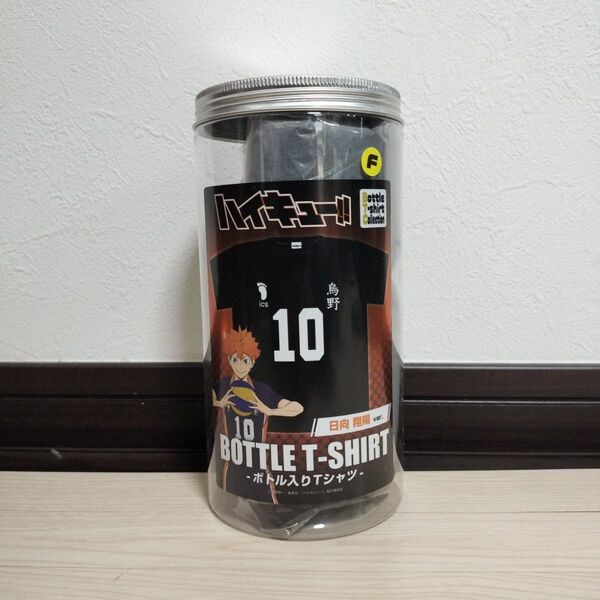 F
ハイキュー!!
Bottle
T-shirt
Collection
烏野
ics
10
10
日向 翔陽 ver.
BOTTLE T-SHIRT
- ボトル入りTシャツ -